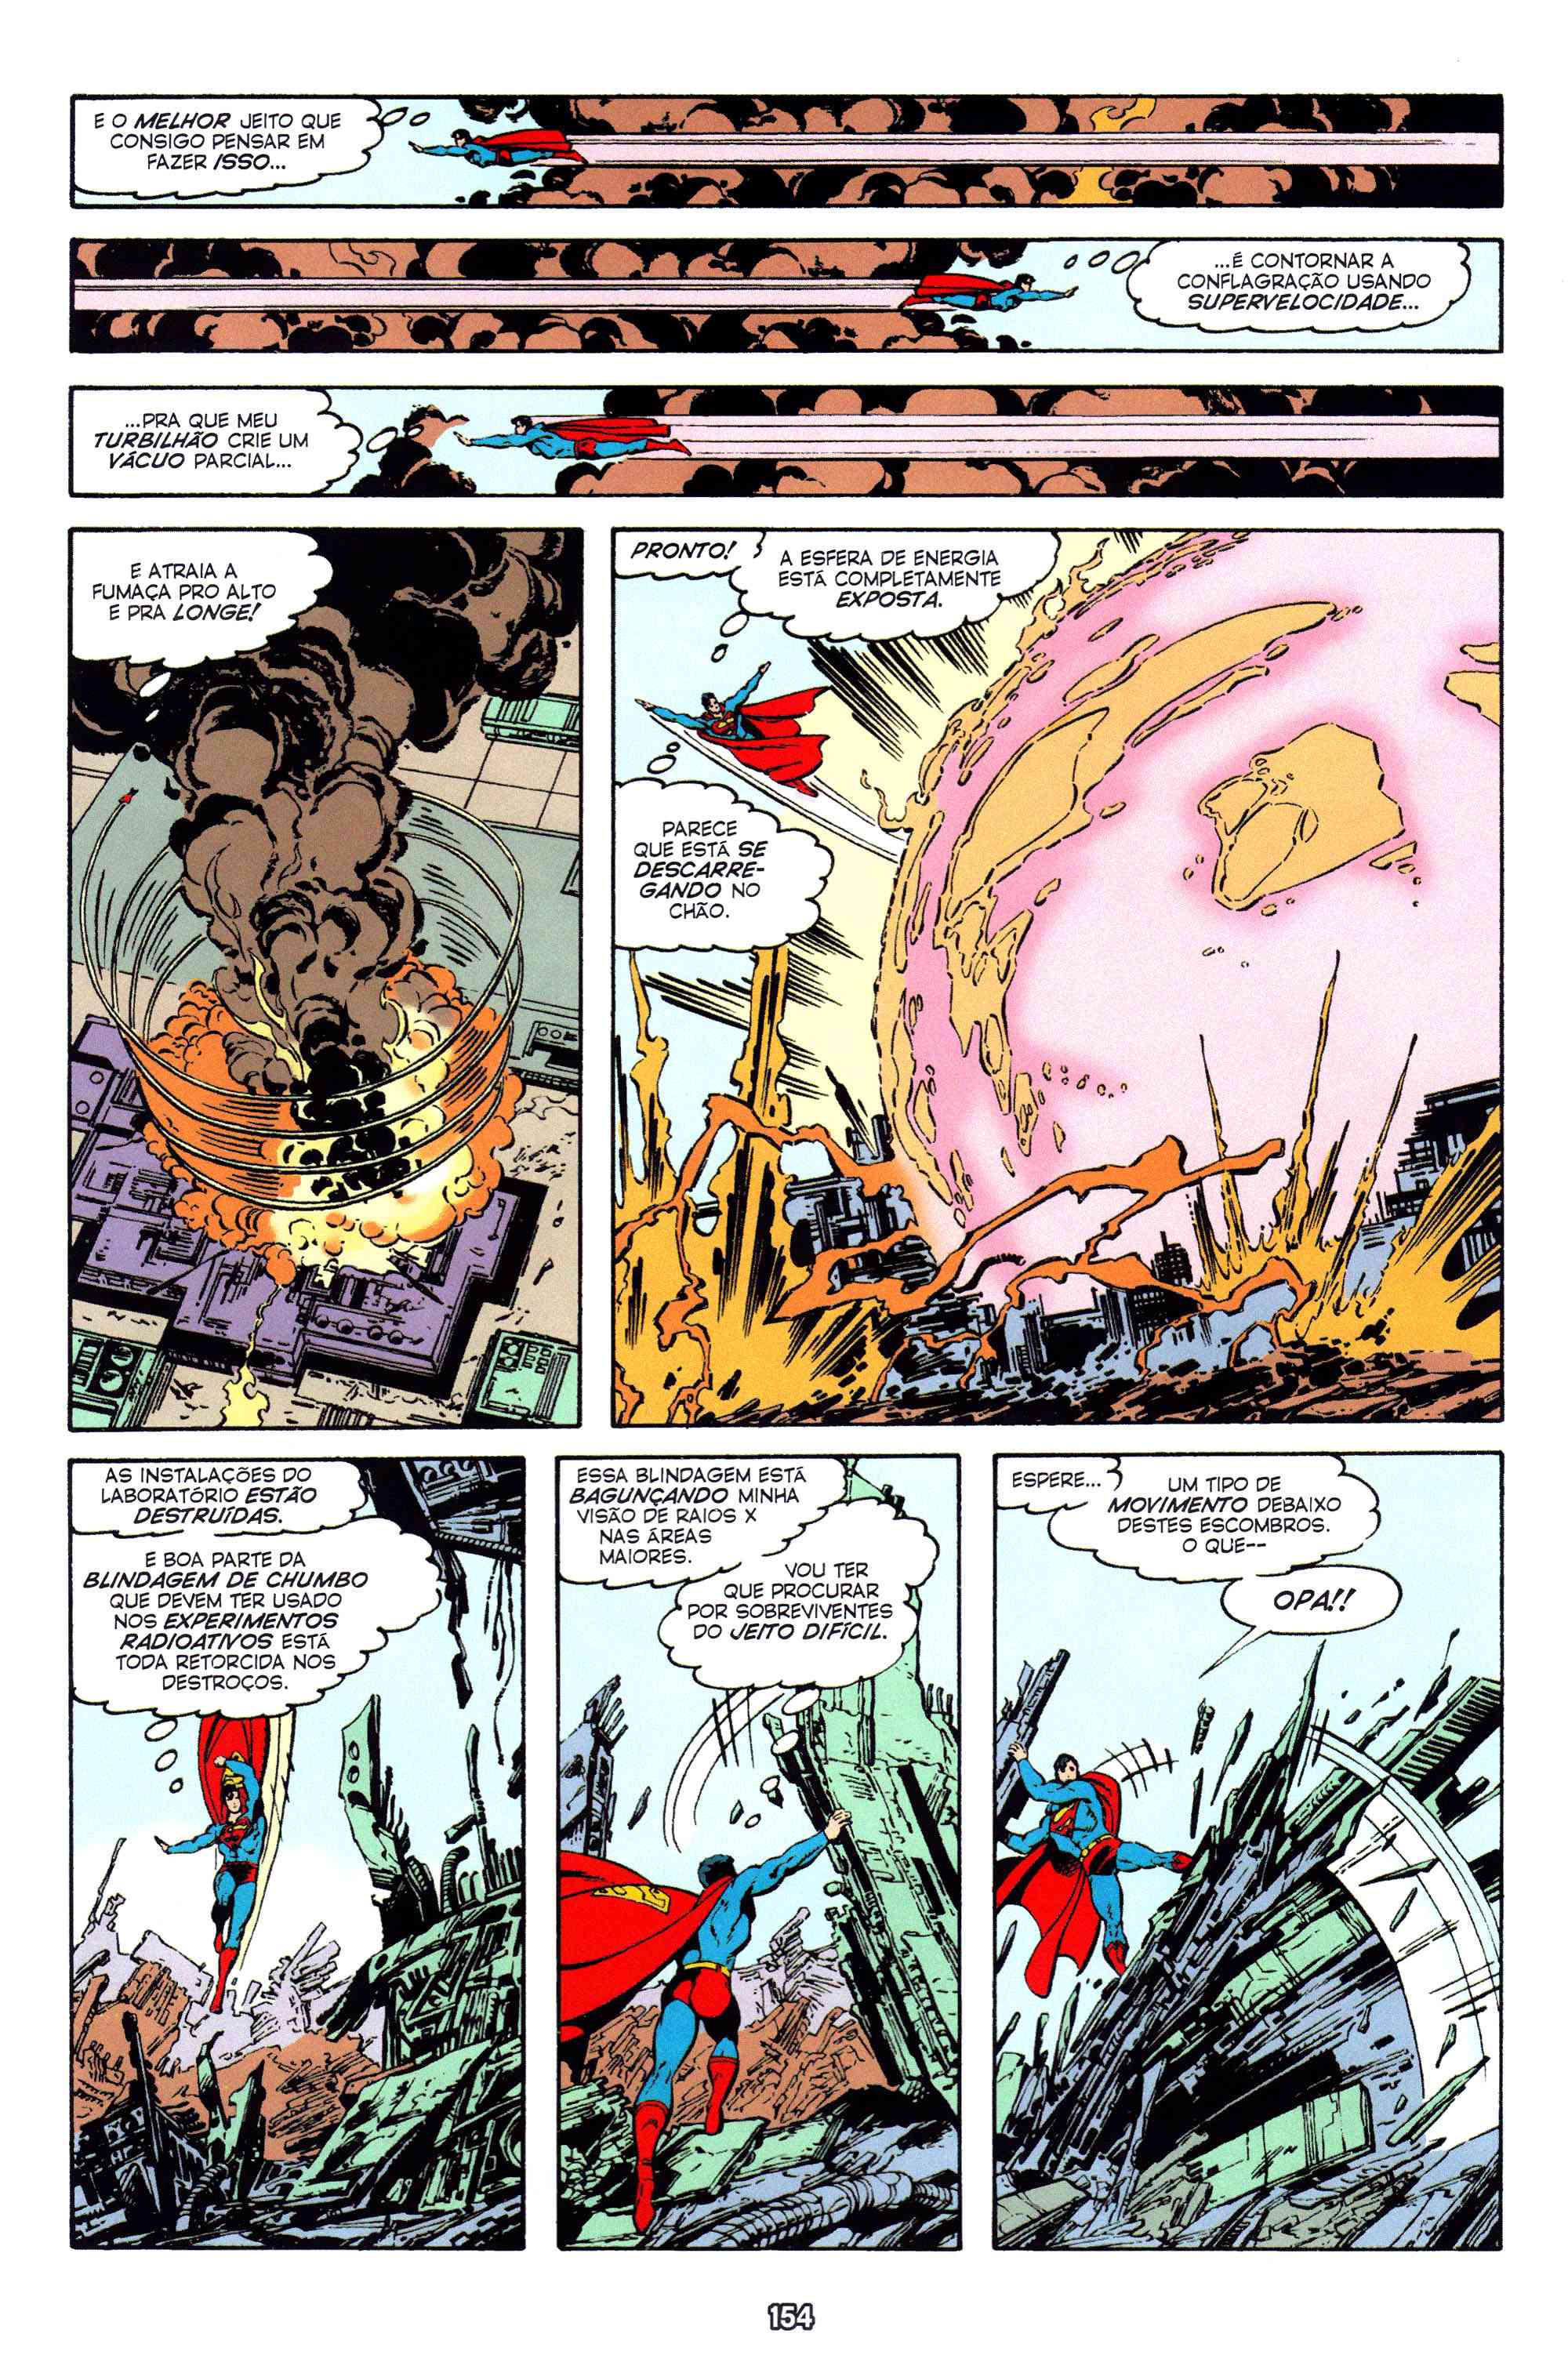 E O MELHOR JEITO QUE
CONSIGO PENSAR EM
FAZER ISSO...
...É CONTORNAR A
CONFLAGRAÇÃO USANDO
SUPERVELOCIDADE...
...PRA QUE MEU
TURBILHÃO CRIE UM
VÁCUO PARCIAL...
E ATRAIA A
FUMAÇA PRO ALTO
E PRA LONGE!
PRONTO!
A ESFERA DE ENERGIA
ESTÁ COMPLETAMENTE
EXPOSTA.
PARECE
QUE ESTÁ SE
DESCARRE-
GANDO NO
CHÃO.
AS INSTALAÇÕES DO
LABORATÓRIO ESTÃO
DESTRUÍDAS.
E BOA PARTE DA
BLINDAGEM DE CHUMBO
QUE DEVEM TER USADO
NOS EXPERIMENTOS
RADIOATIVOS ESTÁ
TODA RETORCIDA NOS
DESTROÇOS.
ESSA BLINDAGEM ESTÁ
BAGUNÇANDO MINHA
VISÃO DE RAIOS X
NAS ÁREAS
MAIORES.
VOU TER
QUE PROCURAR
POR SOBREVIVENTES
DO JEITO DIFÍCIL.
ESPERE...
UM TIPO DE
MOVIMENTO DEBAIXO
DESTES ESCOMBROS.
O QUE--
OPA!!
154